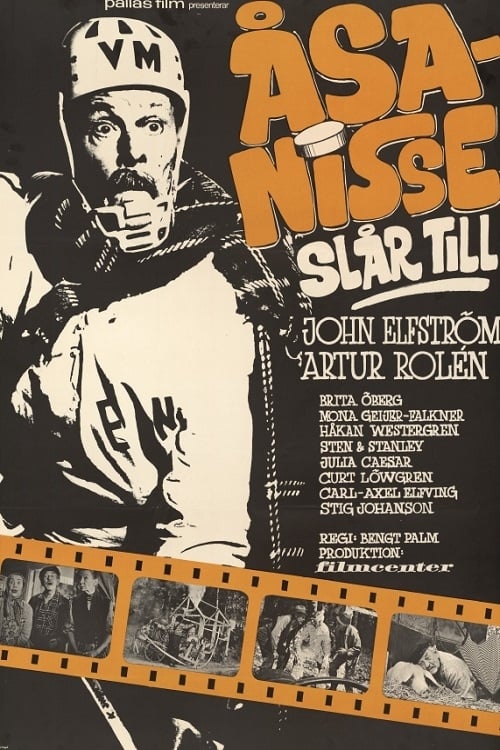 pallas film presenterar
VM
ÅSA-
NISSE
SLÅR TILL
JOHN ELFSTRÖM
ARTUR ROLÉN
BRITA ÖBERG
MONA GEIJER-FALKNER
HÅKAN WESTERGREN
STEN & STANLEY
JULIA CAESAR
CURT LÖWGREN
CARL-AXEL ELFVING
STIG JOHANSON
REGI: BENGT PALM
PRODUKTION:
filmcenter